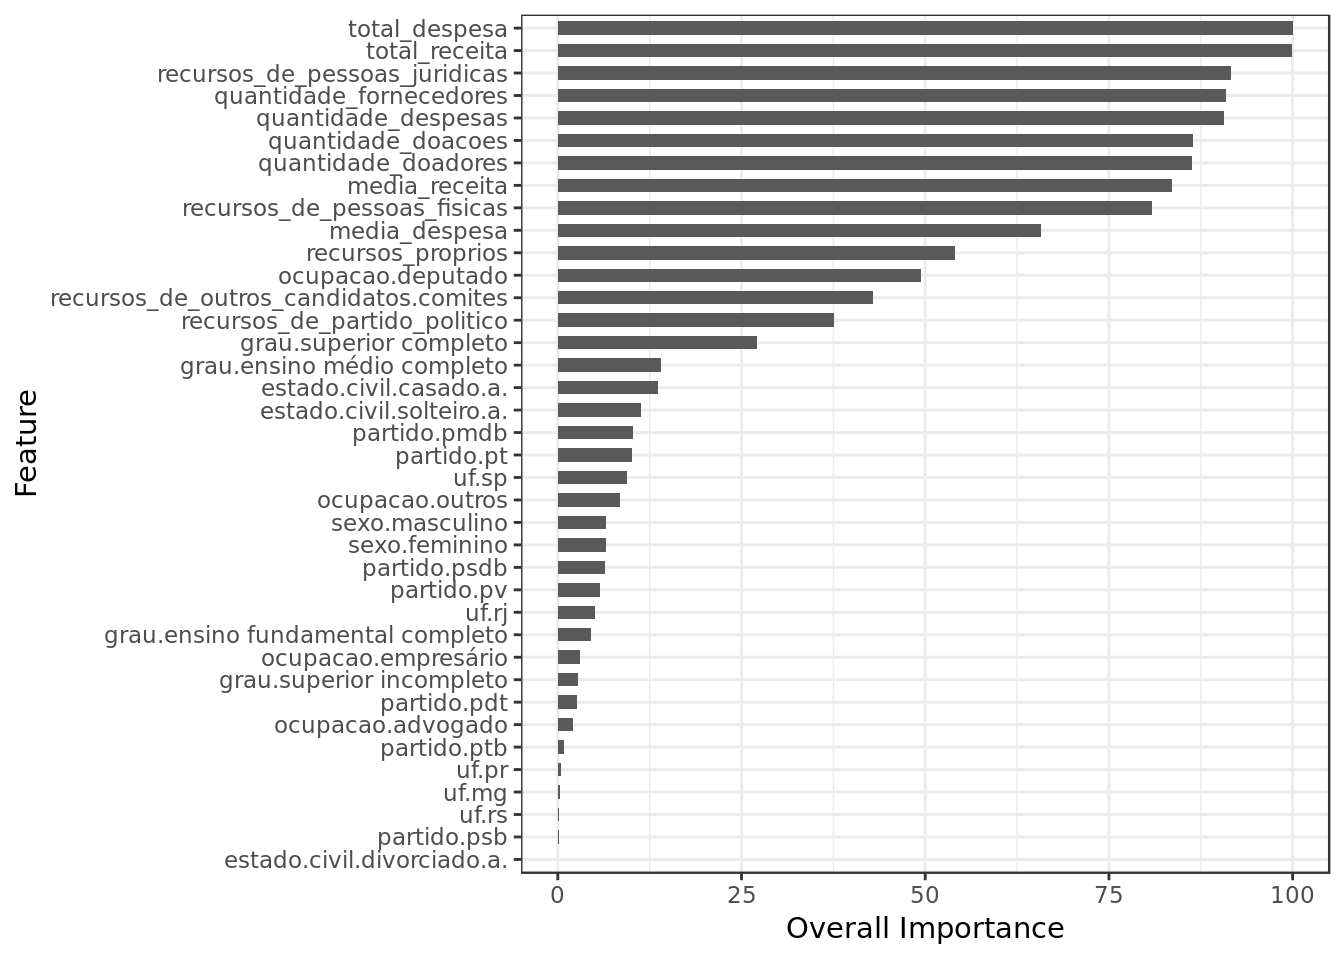 total_despesa
total_receita
recursos_de_pessoas_juridicas
quantidade_fornecedores
quantidade_despesas
quantidade_doacoes
quantidade_doadores
media_receita
recursos_de_pessoas_fisicas
media_despesa
recursos_proprios
ocupacao.deputado
recursos_de_outros_candidatos.comites
recursos_de_partido_politico
grau.superior completo
grau.ensino médio completo
estado.civil.casado.a.
estado.civil.solteiro.a.
partido.pmdb
partido.pt
uf.sp
ocupacao.outros
sexo.masculino
sexo.feminino
partido.psdb
partido.pv
uf.rj
grau.ensino fundamental completo
ocupacao.empresário
grau.superior incompleto
partido.pdt
ocupacao.advogado
partido.ptb
uf.pr
uf.mg
uf.rs
partido.psb
estado.civil.divorciado.a.
Feature
0 25 50 75 100
Overall Importance